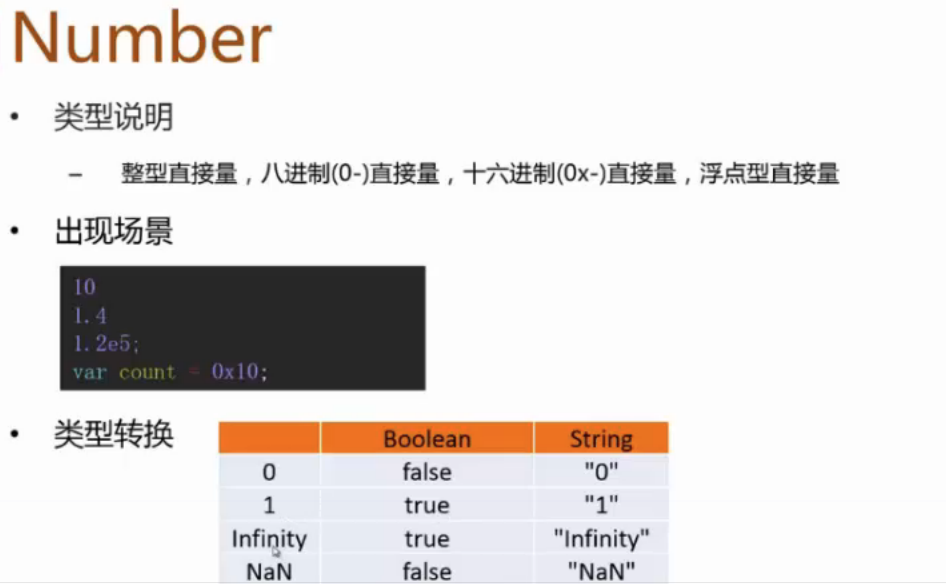 Number
• 类型说明
– 整型直接量，八进制(0-)直接量，十六进制(0x-)直接量，浮点型直接量
• 出现场景
10
1.4
1.2e5;
var count = 0x10;
• 类型转换
Boolean String
0 false "0"
1 true "1"
Infinity true "Infinity"
NaN false "NaN"